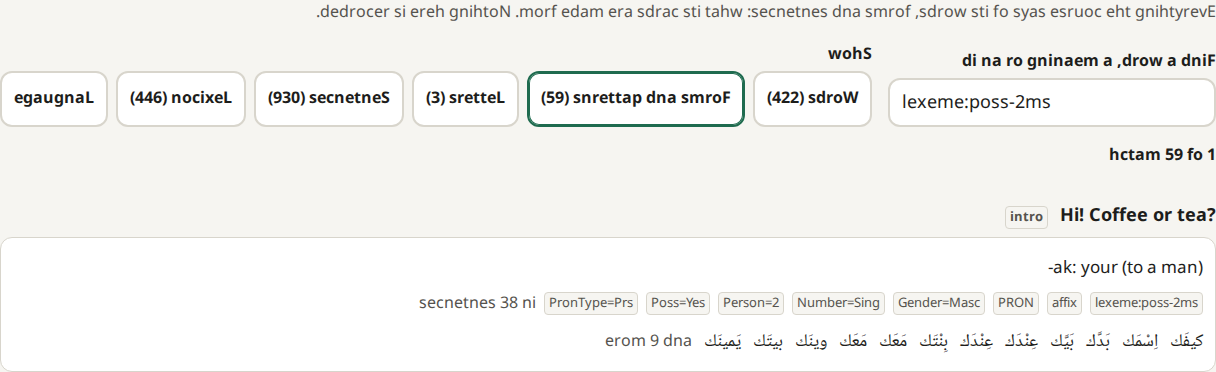 .dedrocer si ereh gnihtoN .morf edam era sdrac sti tahw :secnetnes dna smrof ,sdrow sti fo syas esruoc eht gnihtyrevE
di na ro gninaem a ,drow a dniF
lexeme:poss-2ms
wohS
(422) sdroW
(59) snrettap dna smroF
(3) sretteL
(930) secnetneS
(446) nocixeL
egaugnaL
hctam 59 fo 1
Hi! Coffee or tea? intro
-ak: your (to a man)
secnetnes 38 ni PronType=Prs Poss=Yes Person=2 Number=Sing Gender=Masc PRON affix lexeme:poss-2ms
كيفَك اِسْمَك بَدَّك بَيَّك عِنْدَك عِنْدَك بِنْتَك مَعَك مَعَك وينَك بيتَك يَمينَك erom 9 dna